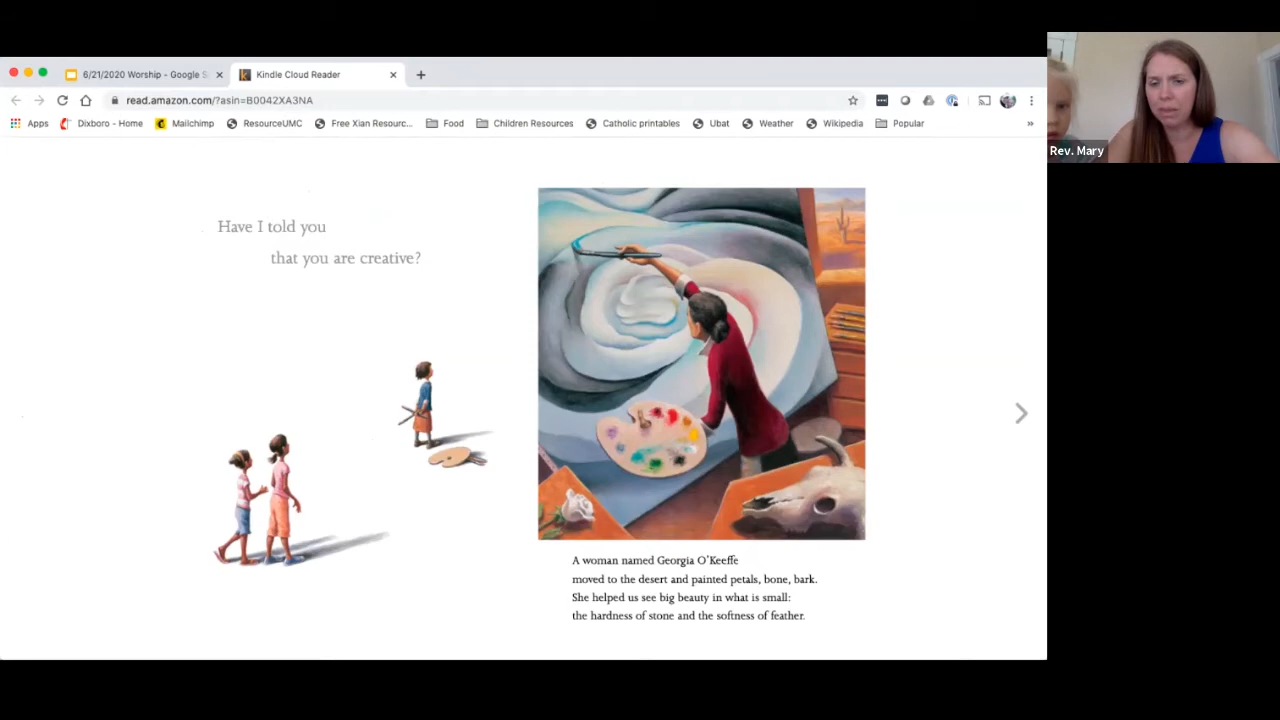 6/21/2020 Worship - Google S
Kindle Cloud Reader
read.amazon.com/?asin=B0042XA3NA
Apps
Dixboro - Home
Mailchimp
ResourceUMC
Free Xian Resourc...
Food
Children Resources
Catholic printables
Ubat
Weather
Wikipedia
Popular
»
Rev. Mary
Have I told you
that you are creative?
A woman named Georgia O'Keeffe
moved to the desert and painted petals, bone, bark.
She helped us see big beauty in what is small:
the hardness of stone and the softness of feather.